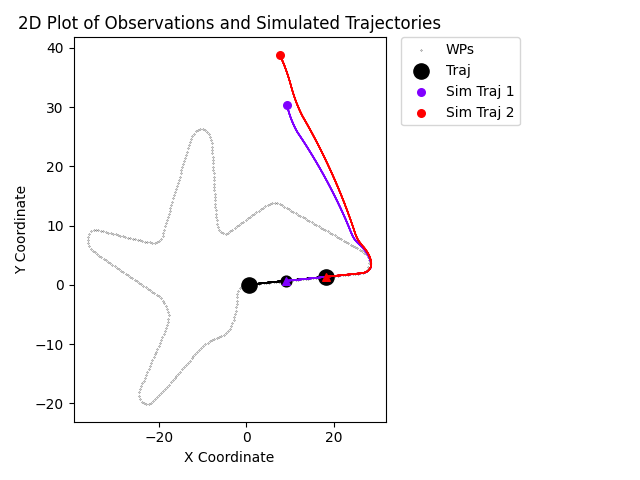 2D Plot of Observations and Simulated Trajectories
WPs
Traj
Sim Traj 1
Sim Traj 2
40
30
20
10
0
−10
−20
Y Coordinate
−20
0
20
X Coordinate